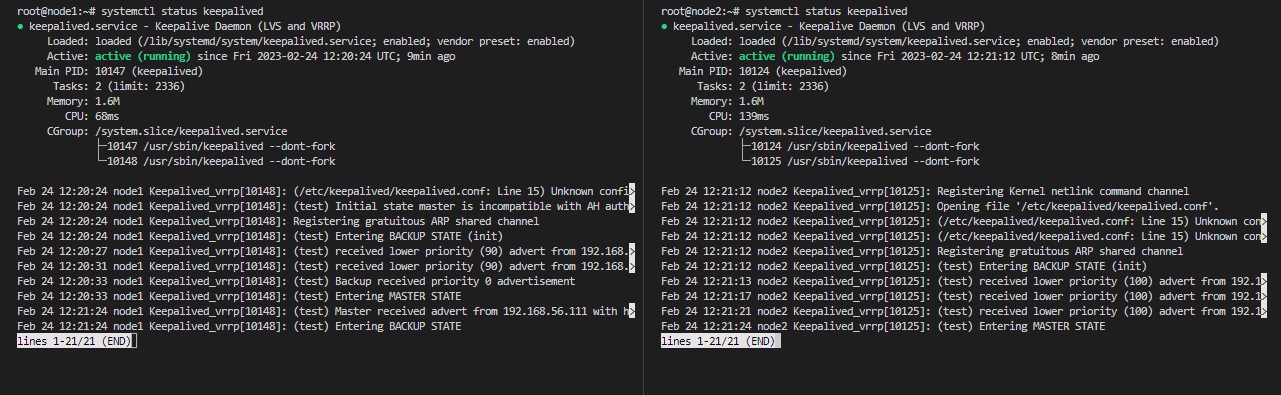 root@node1:~# systemctl status keepalived
● keepalived.service - Keepalive Daemon (LVS and VRRP)
Loaded: loaded (/lib/systemd/system/keepalived.service; enabled; vendor preset: enabled)
Active: active (running) since Fri 2023-02-24 12:20:24 UTC; 9min ago
Main PID: 10147 (keepalived)
Tasks: 2 (limit: 2336)
Memory: 1.6M
CPU: 68ms
CGroup: /system.slice/keepalived.service
├─10147 /usr/sbin/keepalived --dont-fork
└─10148 /usr/sbin/keepalived --dont-fork
Feb 24 12:20:24 node1 Keepalived_vrrp[10148]: (/etc/keepalived/keepalived.conf: Line 15) Unknown confi>
Feb 24 12:20:24 node1 Keepalived_vrrp[10148]: (test) Initial state master is incompatible with AH auth>
Feb 24 12:20:24 node1 Keepalived_vrrp[10148]: Registering gratuitous ARP shared channel
Feb 24 12:20:24 node1 Keepalived_vrrp[10148]: (test) Entering BACKUP STATE (init)
Feb 24 12:20:27 node1 Keepalived_vrrp[10148]: (test) received lower priority (90) advert from 192.168.>
Feb 24 12:20:31 node1 Keepalived_vrrp[10148]: (test) received lower priority (90) advert from 192.168.>
Feb 24 12:20:33 node1 Keepalived_vrrp[10148]: (test) Backup received priority 0 advertisement
Feb 24 12:20:33 node1 Keepalived_vrrp[10148]: (test) Entering MASTER STATE
Feb 24 12:21:24 node1 Keepalived_vrrp[10148]: (test) Master received advert from 192.168.56.111 with h>
Feb 24 12:21:24 node1 Keepalived_vrrp[10148]: (test) Entering BACKUP STATE
lines 1-21/21 (END)
root@node2:~# systemctl status keepalived
● keepalived.service - Keepalive Daemon (LVS and VRRP)
Loaded: loaded (/lib/systemd/system/keepalived.service; enabled; vendor preset: enabled)
Active: active (running) since Fri 2023-02-24 12:21:12 UTC; 8min ago
Main PID: 10124 (keepalived)
Tasks: 2 (limit: 2336)
Memory: 1.6M
CPU: 139ms
CGroup: /system.slice/keepalived.service
├─10124 /usr/sbin/keepalived --dont-fork
└─10125 /usr/sbin/keepalived --dont-fork
Feb 24 12:21:12 node2 Keepalived_vrrp[10125]: Registering Kernel netlink command channel
Feb 24 12:21:12 node2 Keepalived_vrrp[10125]: Opening file '/etc/keepalived/keepalived.conf'.
Feb 24 12:21:12 node2 Keepalived_vrrp[10125]: (/etc/keepalived/keepalived.conf: Line 15) Unknown con>
Feb 24 12:21:12 node2 Keepalived_vrrp[10125]: (/etc/keepalived/keepalived.conf: Line 15) Unknown con>
Feb 24 12:21:12 node2 Keepalived_vrrp[10125]: Registering gratuitous ARP shared channel
Feb 24 12:21:12 node2 Keepalived_vrrp[10125]: (test) Entering BACKUP STATE (init)
Feb 24 12:21:13 node2 Keepalived_vrrp[10125]: (test) received lower priority (100) advert from 192.1>
Feb 24 12:21:17 node2 Keepalived_vrrp[10125]: (test) received lower priority (100) advert from 192.1>
Feb 24 12:21:21 node2 Keepalived_vrrp[10125]: (test) received lower priority (100) advert from 192.1>
Feb 24 12:21:24 node2 Keepalived_vrrp[10125]: (test) Entering MASTER STATE
lines 1-21/21 (END)